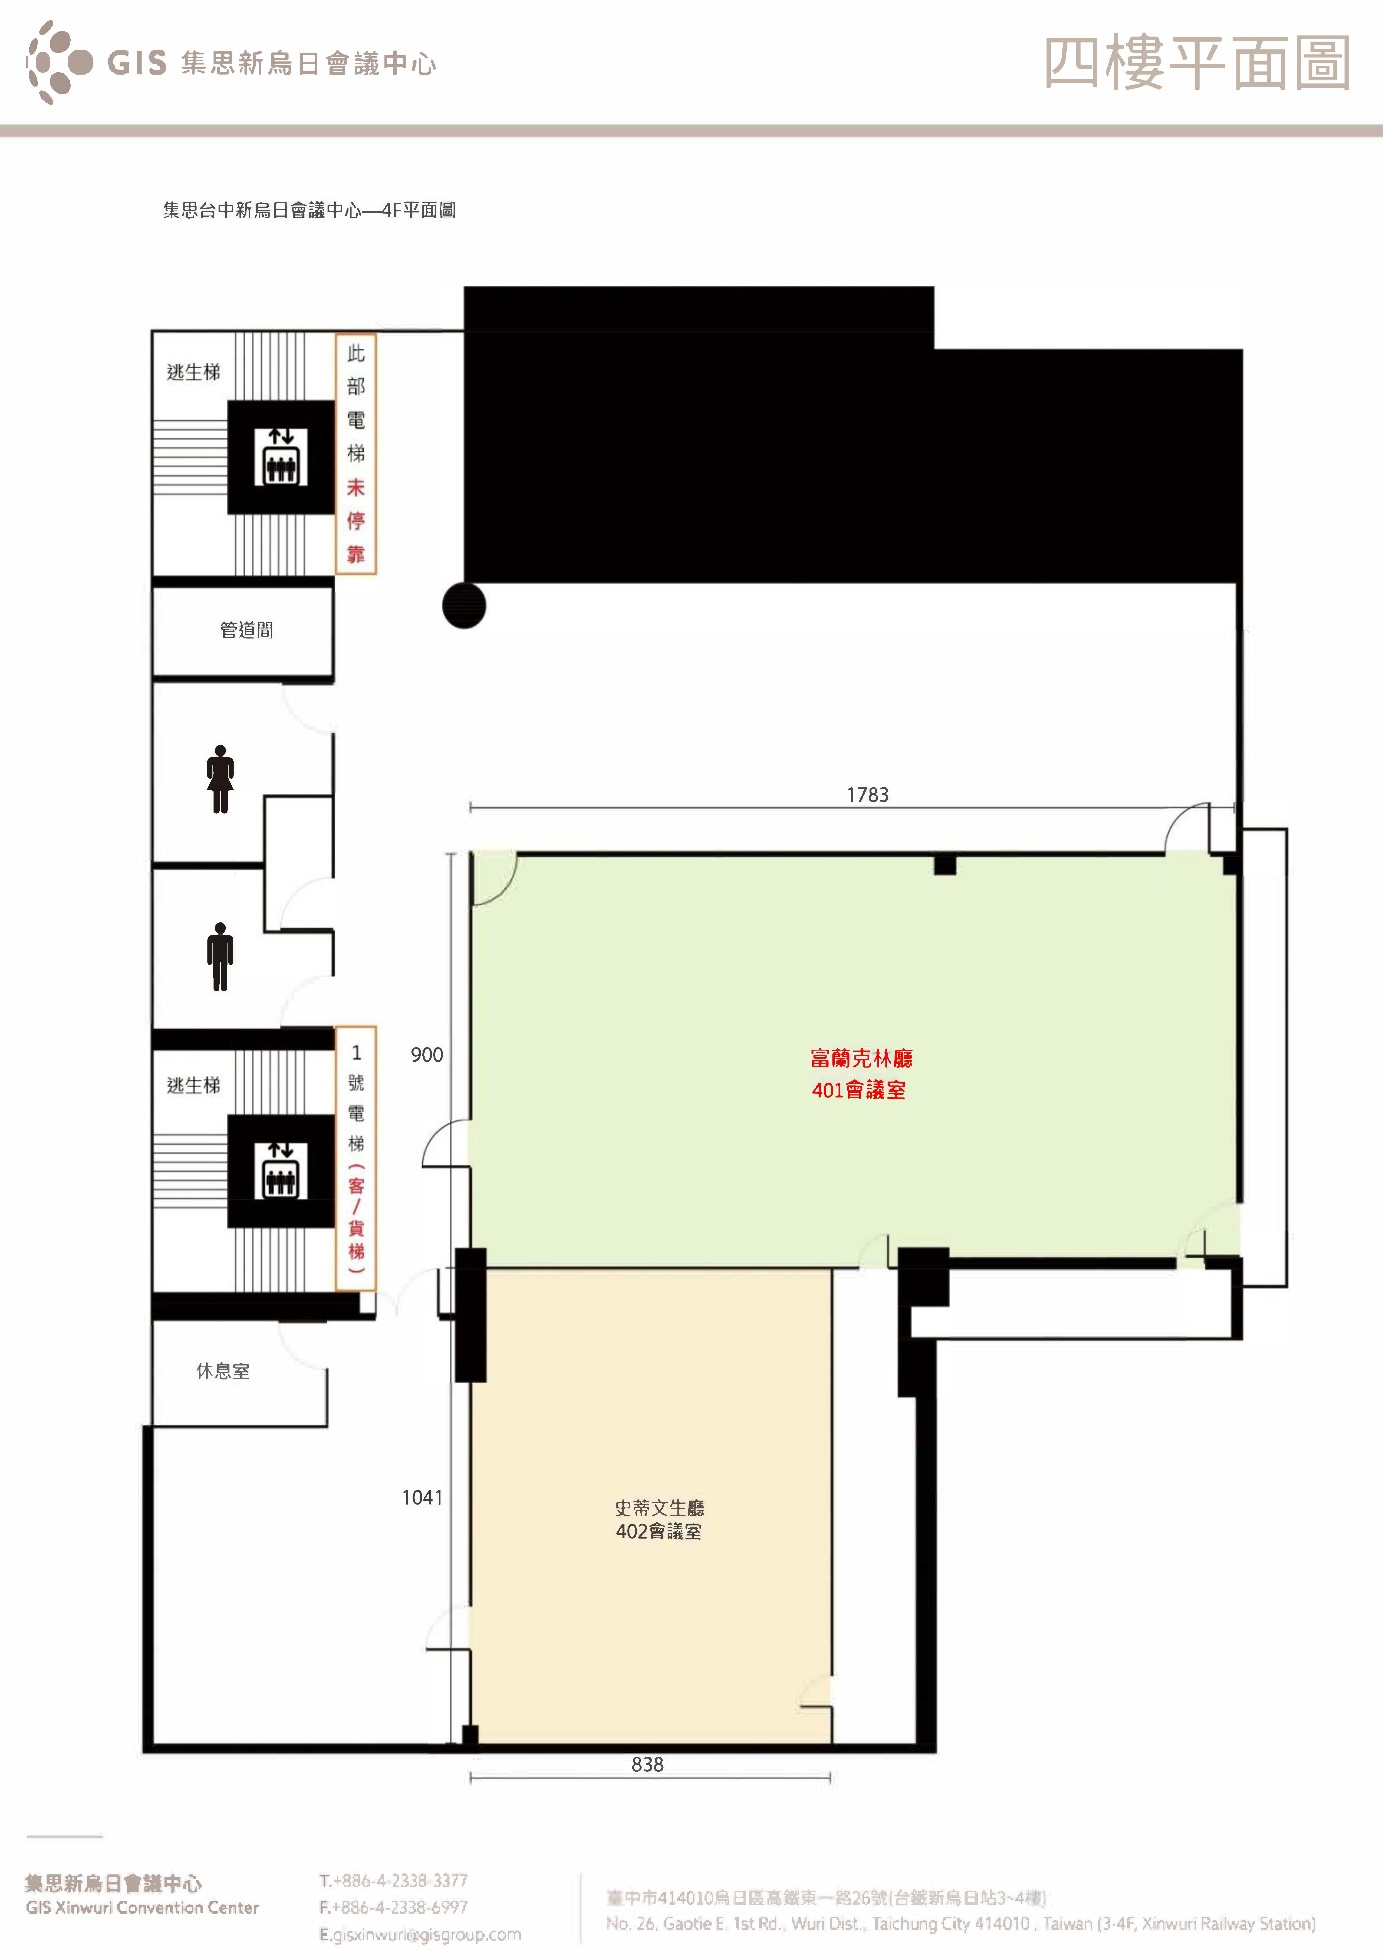 GIS 集思新烏日會議中心
四樓平面圖
集思台中新烏日會議中心—4F平面圖
逃生梯
此部電梯未停靠
管道間
1783
900
富蘭克林廳
401會議室
逃生梯
1號電梯(客/貨梯)
休息室
1041
史蒂文生廳
402會議室
838
集思新烏日會議中心
GIS Xinwuri Convention Center
T.+886-4-2338-3377
F.+886-4-2338-6997
E.gisxinwuri@gisgroup.com
臺中市414010烏日區高鐵東一路26號(台鐵新烏日站3~4樓)
No. 26, Gaotie E. 1st Rd., Wuri Dist., Taichung City 414010 , Taiwan (3-4F, Xinwuri Railway Station)